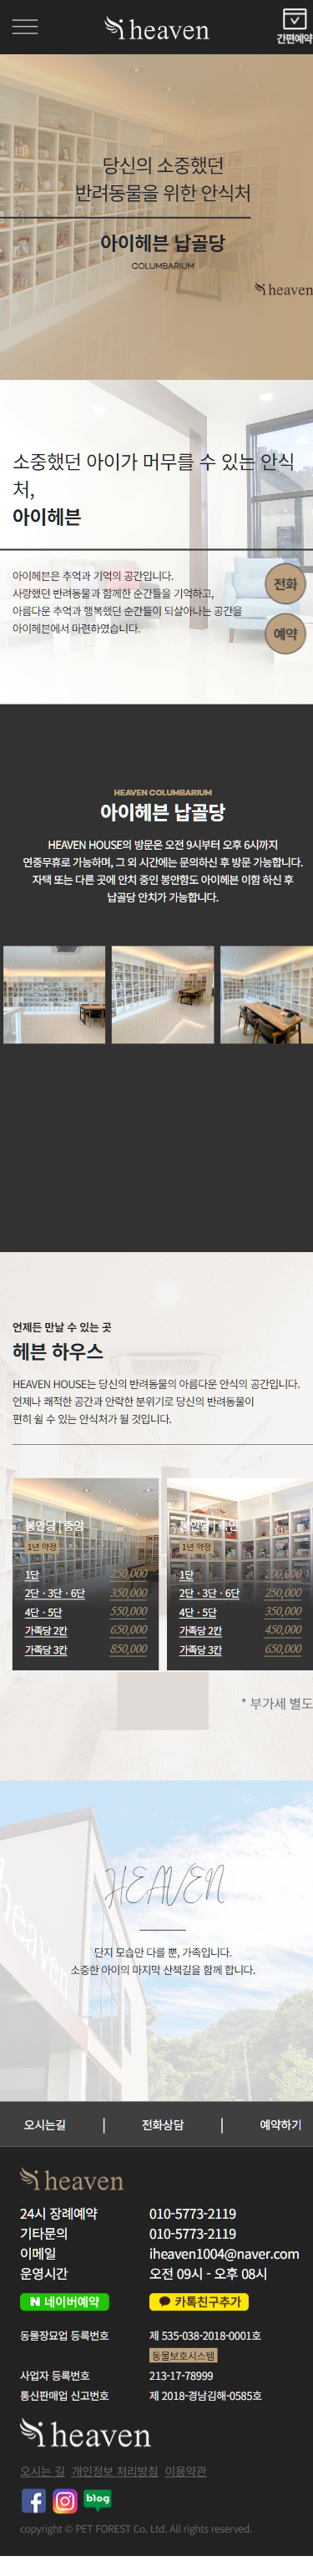 i heaven
간편예약
당신의 소중했던
반려동물을 위한 안식처
아이헤븐 납골당
COLUMBARIUM
i heaven
소중했던 아이가 머무를 수 있는 안식
처,
아이헤븐
아이헤븐은 추억과 기억의 공간입니다.
사랑했던 반려동물과 함께한 순간들을 기억하고,
아름다운 추억과 행복했던 순간들이 되살아나는 공간을
아이헤븐에서 마련하였습니다.
전화
예약
HEAVEN COLUMBARIUM
아이헤븐 납골당
HEAVEN HOUSE의 방문은 오전 9시부터 오후 6시까지
연중무휴로 가능하며, 그 외 시간에는 문의하신 후 방문 가능합니다.
자택 또는 다른 곳에 안치 중인 봉안함도 아이헤븐 이함 하신 후
납골당 안치가 가능합니다.
언제든 만날 수 있는 곳
헤븐 하우스
HEAVEN HOUSE는 당신의 반려동물의 아름다운 안식의 공간입니다.
언제나 쾌적한 공간과 안락한 분위기로 당신의 반려동물이
편히 쉴 수 있는 안식처가 될 것입니다.
봉안당 | 중앙
1년 약정
1단 250,000
2단 · 3단 · 6단 350,000
4단 · 5단 550,000
가족당 2칸 650,000
가족당 3칸 850,000
봉안당 | 측면
1년 약정
1단 200,000
2단 · 3단 · 6단 250,000
4단 · 5단 350,000
가족당 2칸 450,000
가족당 3칸 650,000
* 부가세 별도
HEAVEN
단지 모습만 다를 뿐, 가족입니다.
소중한 아이의 마지막 산책길을 함께 합니다.
오시는길 | 전화상담 | 예약하기
i heaven
24시 장례예약 010-5773-2119
기타문의 010-5773-2119
이메일 iheaven1004@naver.com
운영시간 오전 09시 - 오후 08시
N 네이버예약 카톡친구추가
동물장묘업 등록번호 제 535-038-2018-0001호
동물보호시스템
사업자 등록번호 213-17-78999
통신판매업 신고번호 제 2018-경남김해-0585호
i heaven
오시는 길 개인정보 처리방침 이용약관
blog
copyright © PET FOREST Co. Ltd. All rights reserved.